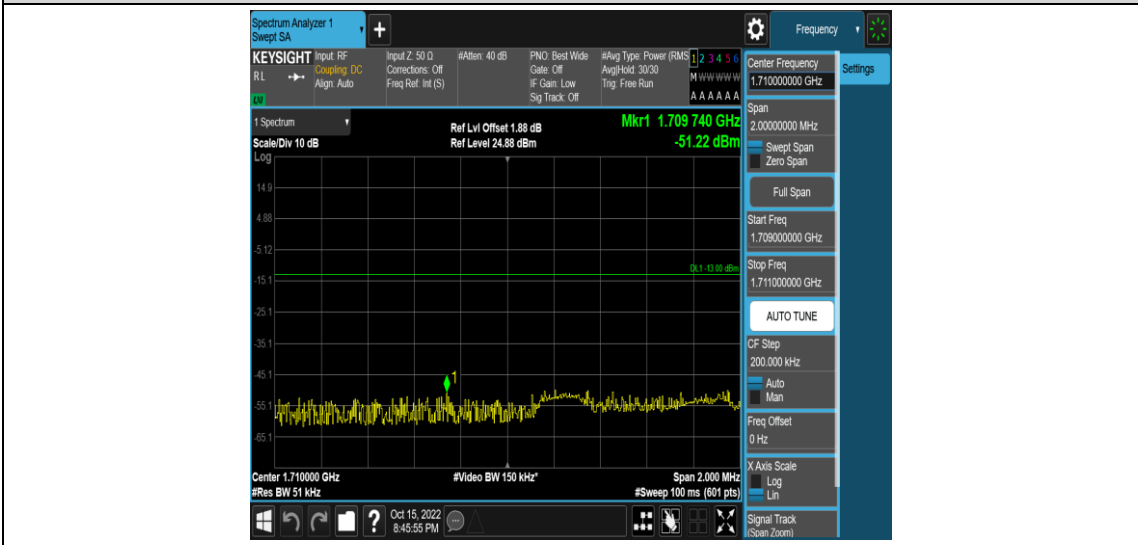 Spectrum Analyzer 1
Swept SA
+
Frequency
KEYSIGHT
RL
LXI
Input: RF
Coupling: DC
Align: Auto
Input Z: 50 Ω
Corrections: Off
Freq Ref: Int (S)
#Atten: 40 dB
PNO: Best Wide
Gate: Off
IF Gain: Low
Sig Track: Off
#Avg Type: Power (RMS
Avg|Hold: 30/30
Trig: Free Run
1 2 3 4 5 6
M W W W W W
A A A A A A
1 Spectrum
Scale/Div 10 dB
Log
Ref Lvl Offset 1.88 dB
Ref Level 24.88 dBm
Mkr1 1.709 740 GHz
-51.22 dBm
14.9
4.88
-5.12
-15.1
-25.1
-35.1
-45.1
-55.1
-65.1
DL1 -13.00 dBm
1
Center 1.710000 GHz
#Res BW 51 kHz
#Video BW 150 kHz*
Span 2.000 MHz
#Sweep 100 ms (601 pts)
Center Frequency
1.710000000 GHz
Settings
Span
2.00000000 MHz
Swept Span
Zero Span
Full Span
Start Freq
1.709000000 GHz
Stop Freq
1.711000000 GHz
AUTO TUNE
CF Step
200.000 kHz
Auto
Man
Freq Offset
0 Hz
X Axis Scale
Log
Lin
Signal Track
(Span Zoom)
?
Oct 15, 2022
8:45:55 PM